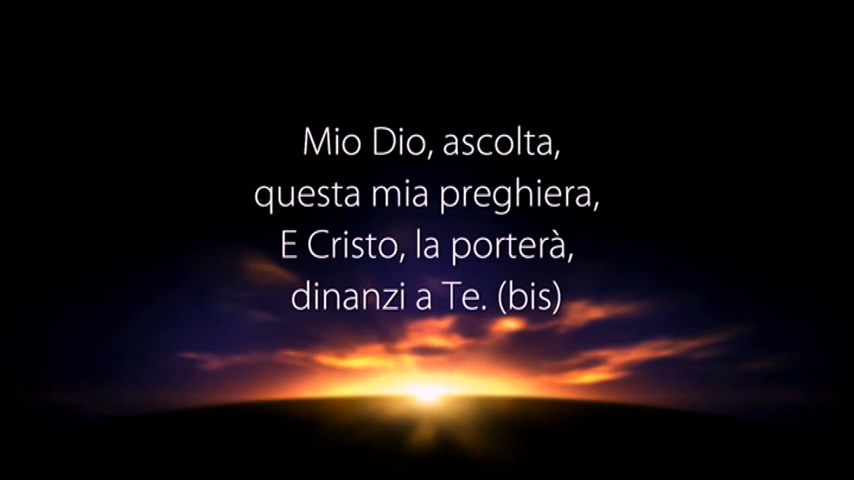 Mio Dio, ascolta,
questa mia preghiera,
E Cristo, la porterà,
dinanzi a Te. (bis)